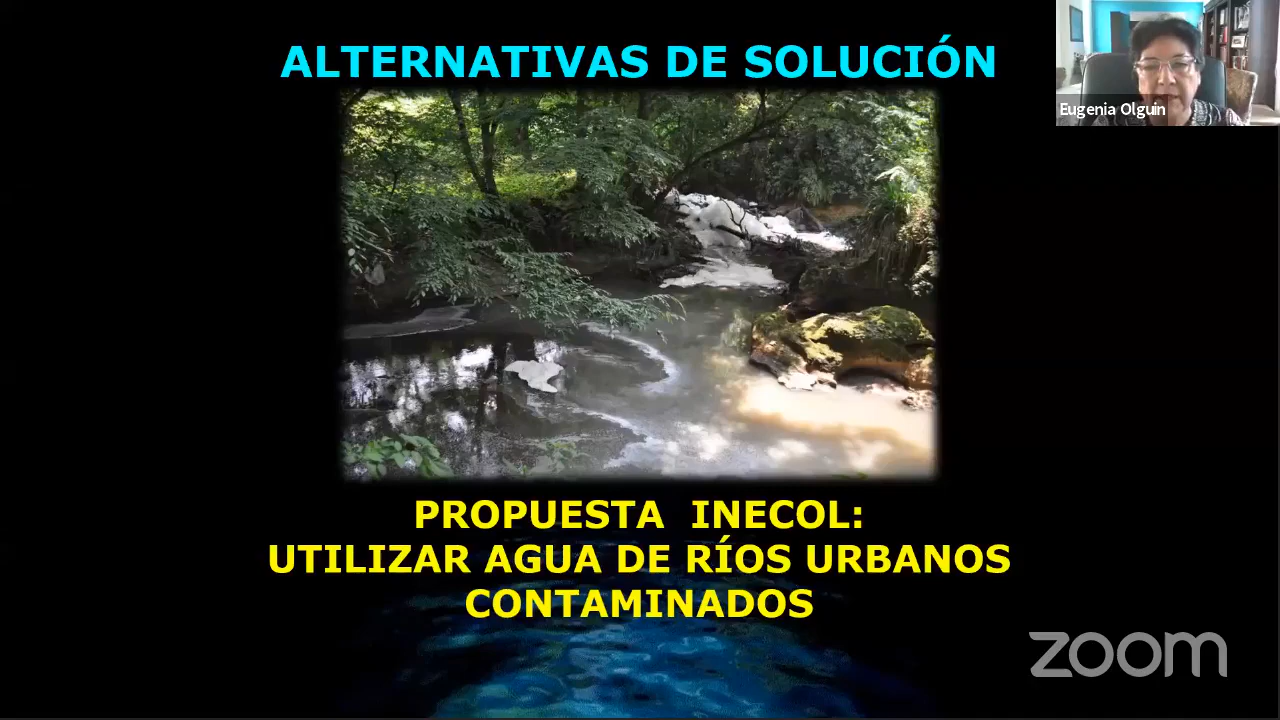 ALTERNATIVAS DE SOLUCIÓN
Eugenia Olguin
PROPUESTA INECOL:
UTILIZAR AGUA DE RÍOS URBANOS
CONTAMINADOS
zoom